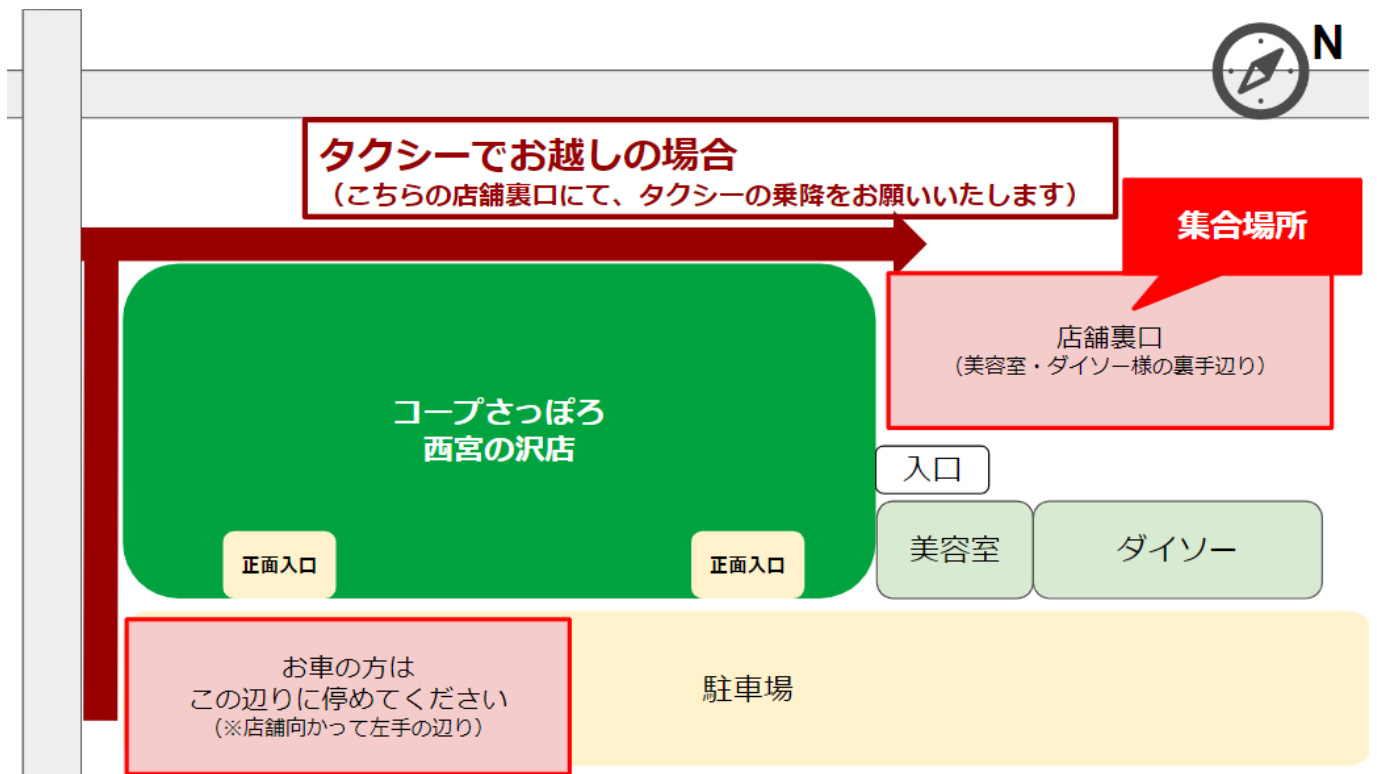 N
タクシーでお越しの場合
（こちらの店舗裏口にて、タクシーの乗降をお願いいたします）
集合場所
店舗裏口
（美容室・ダイソー様の裏手辺り）
コープさっぽろ
西宮の沢店
入口
美容室
ダイソー
正面入口
正面入口
お車の方は
この辺りに停めてください
（※店舗向かって左手の辺り）
駐車場